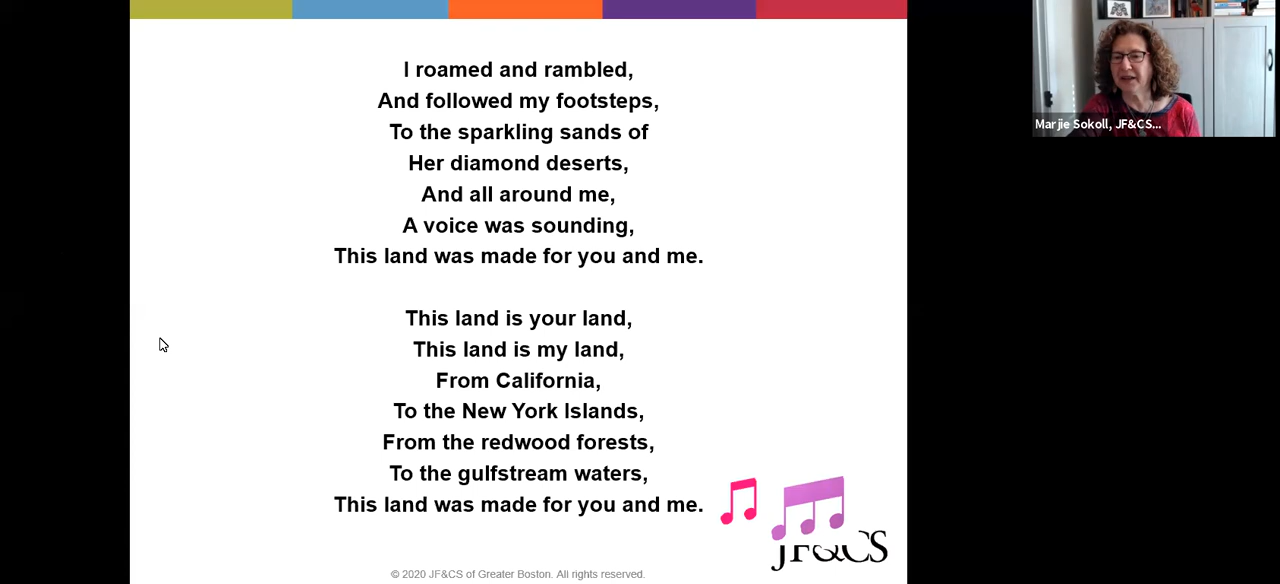 I roamed and rambled,
And followed my footsteps,
To the sparkling sands of
Her diamond deserts,
And all around me,
A voice was sounding,
This land was made for you and me.
This land is your land,
This land is my land,
From California,
To the New York Islands,
From the redwood forests,
To the gulfstream waters,
This land was made for you and me.
JF&CS
© 2020 JF&CS of Greater Boston. All rights reserved.
Marjie Sokoll, JF&CS...